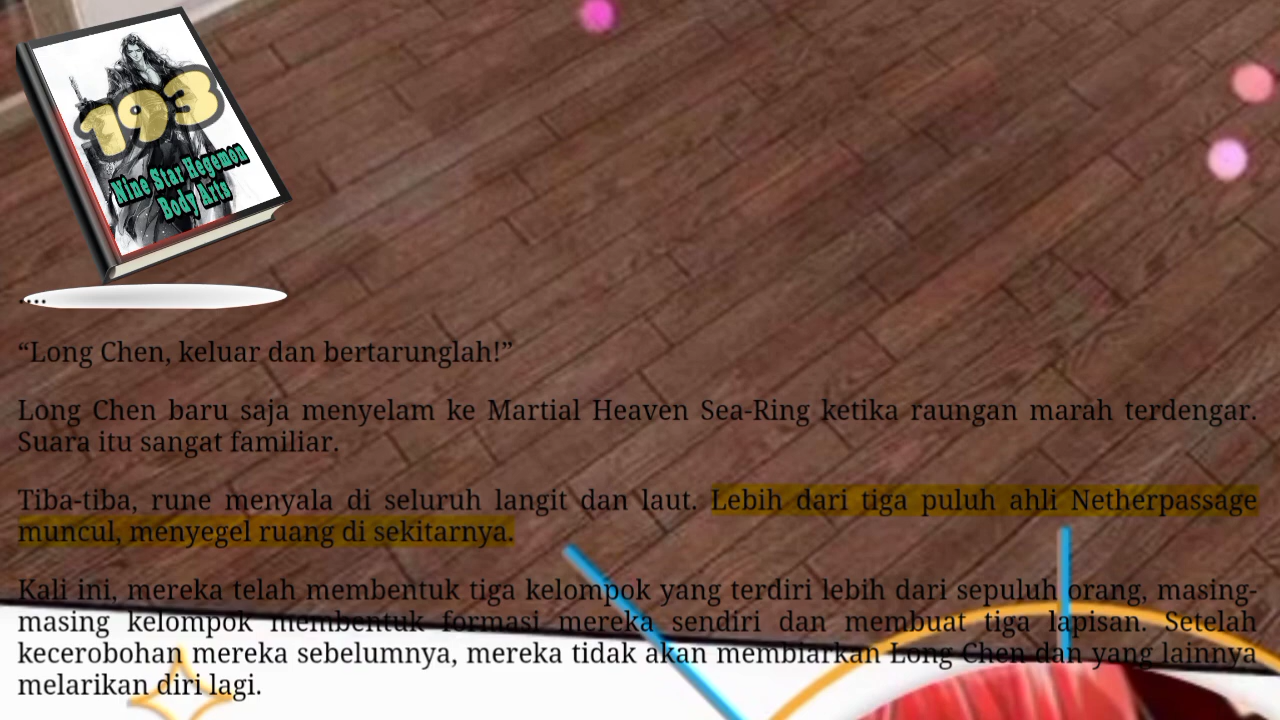 193
Nine Star Hegemon
Body Arts
....
“Long Chen, keluar dan bertarunglah!”
Long Chen baru saja menyelam ke Martial Heaven Sea-Ring ketika raungan marah terdengar.
Suara itu sangat familiar.
Tiba-tiba, rune menyala di seluruh langit dan laut. Lebih dari tiga puluh ahli Netherpassage
muncul, menyegel ruang di sekitarnya.
Kali ini, mereka telah membentuk tiga kelompok yang terdiri lebih dari sepuluh orang, masing-
masing kelompok membentuk formasi mereka sendiri dan membuat tiga lapisan. Setelah
kecerobohan mereka sebelumnya, mereka tidak akan membiarkan Long Chen dan yang lainnya
melarikan diri lagi.